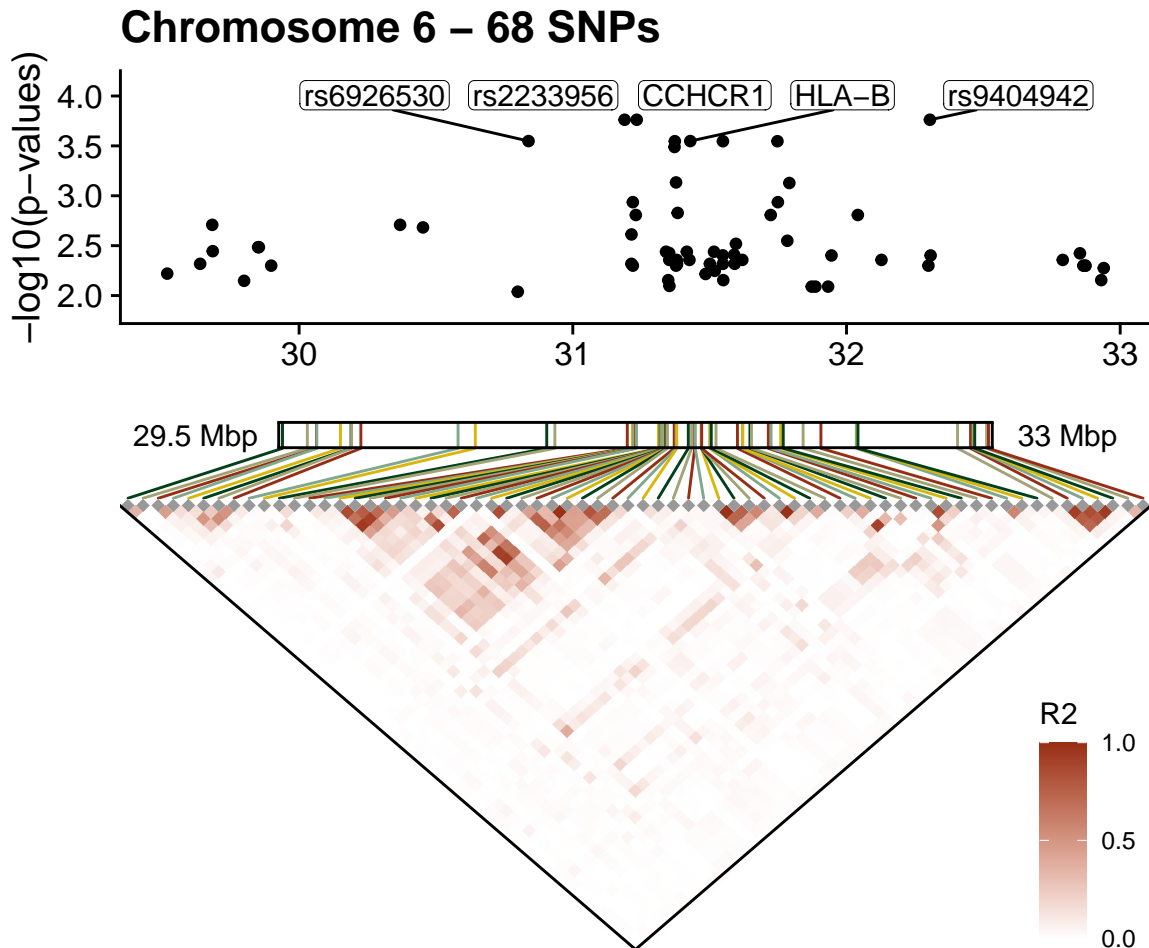 Chromosome 6 – 68 SNPs
−log10(p−values)
4.0
3.5
3.0
2.5
2.0
rs6926530 rs2233956 CCHCR1 HLA−B rs9404942
30 31 32 33
29.5 Mbp 33 Mbp
R2
1.0
0.5
0.0